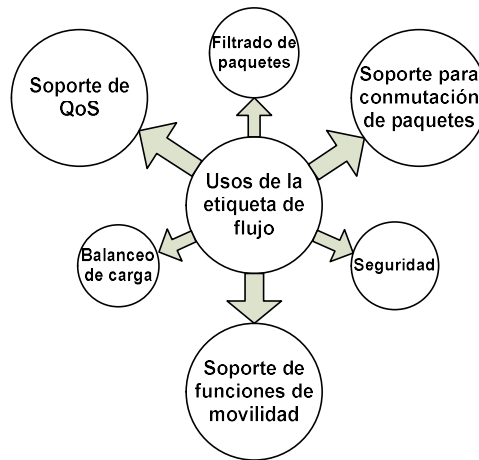 Filtrado de
paquetes
Soporte de
QoS
Soporte para
conmutación
de paquetes
Usos de la
etiqueta de
flujo
Balanceo
de carga
Seguridad
Soporte de
funciones de
movilidad